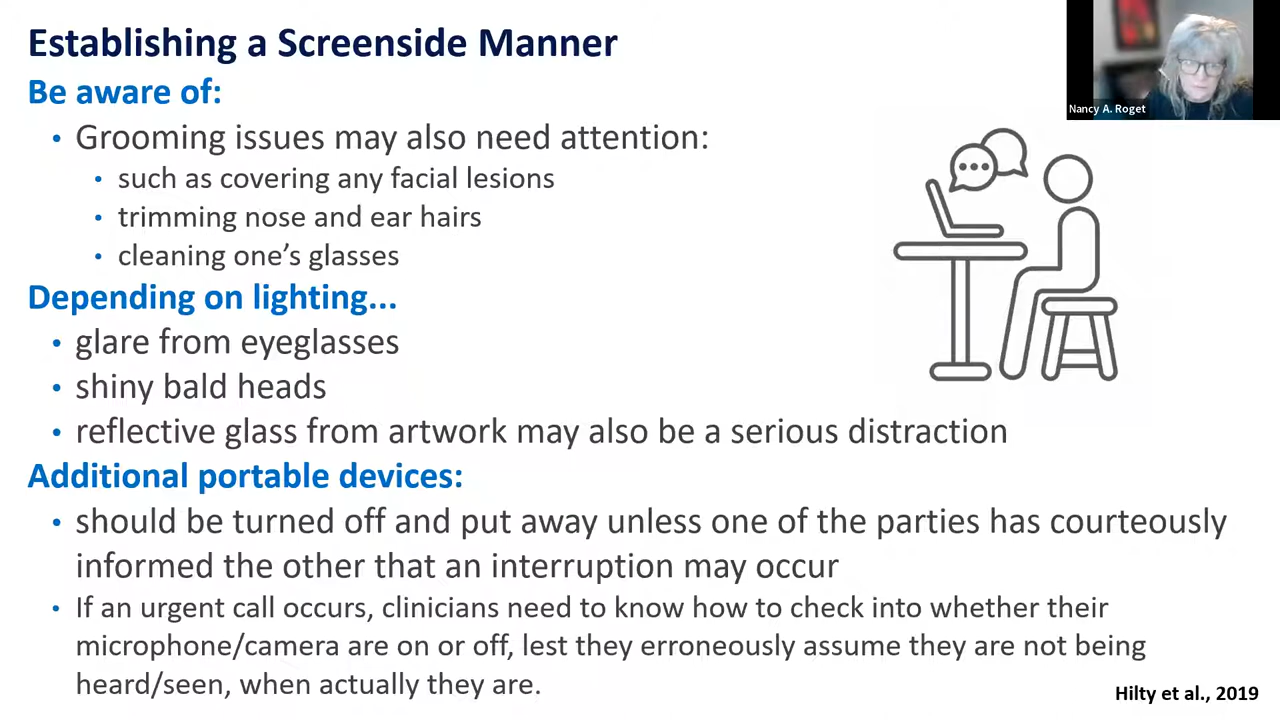 Establishing a Screenside Manner
Nancy A. Roget
Be aware of:
• Grooming issues may also need attention:
• such as covering any facial lesions
• trimming nose and ear hairs
• cleaning one's glasses
Depending on lighting...
• glare from eyeglasses
• shiny bald heads
• reflective glass from artwork may also be a serious distraction
Additional portable devices:
• should be turned off and put away unless one of the parties has courteously
informed the other that an interruption may occur
• If an urgent call occurs, clinicians need to know how to check into whether their
microphone/camera are on or off, lest they erroneously assume they are not being
heard/seen, when actually they are.
Hilty et al., 2019